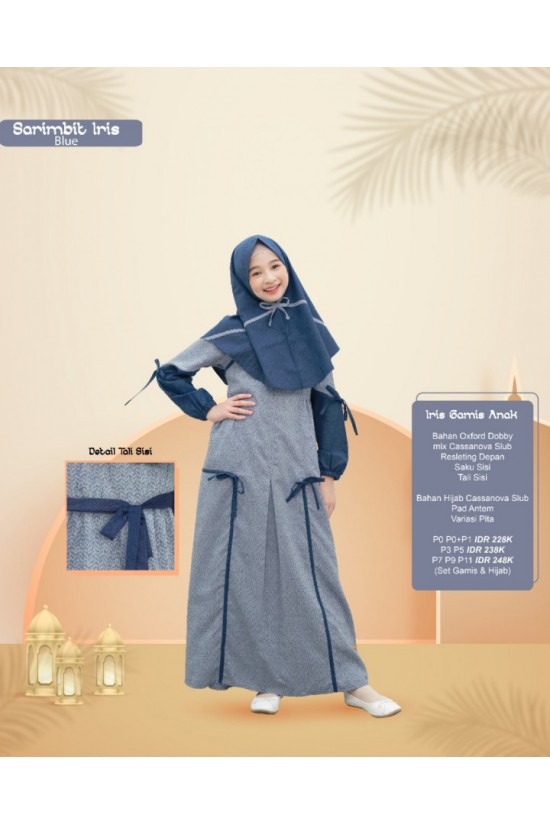 Sarimbit Iris
Blue
Detail Tali Sisi
Iris Gamis Anak
Bahan Oxford Dobby
mix Cassanova Slub
Resleting Depan
Saku Sisi
Tali Sisi
Bahan Hijab Cassanova Slub
Pad Antem
Variasi Pita
P0 P0+P1 IDR 228K
P3 P5 IDR 238K
P7 P9 P11 IDR 248K
(Set Gamis & Hijab)